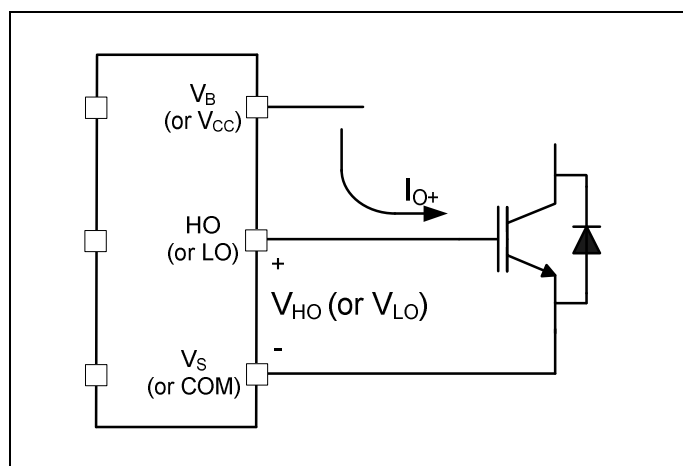 V_B
(or V_CC)
I_O+
HO
(or LO)
+
V_HO (or V_LO)
-
V_S
(or COM)